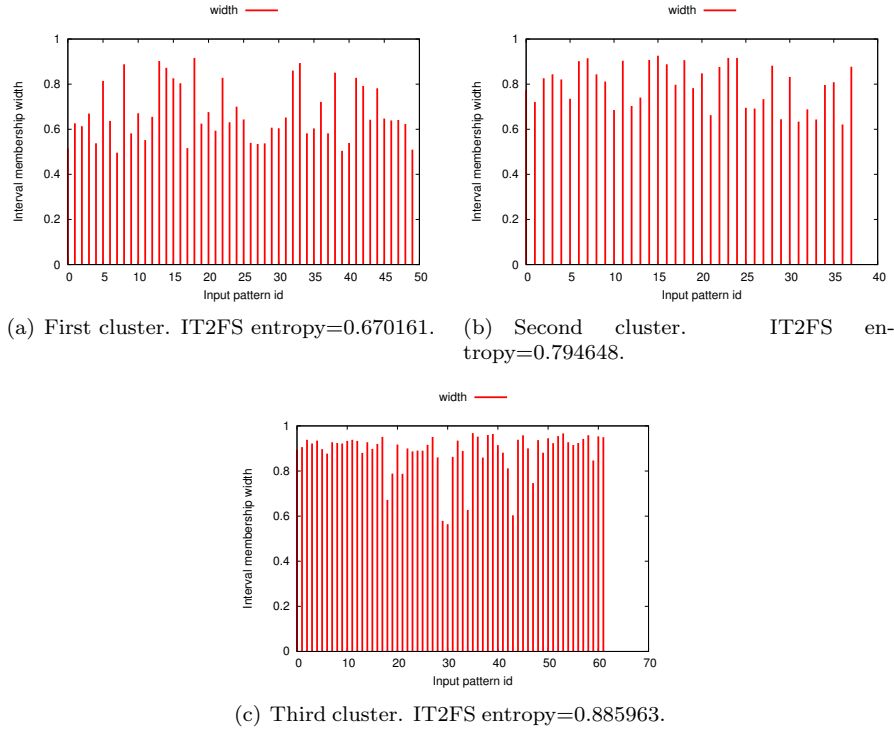 width
1
0.8
0.6
0.4
0.2
0
0 5 10 15 20 25 30 35 40 45 50
Interval membership width
Input pattern id
(a) First cluster. IT2FS entropy=0.670161.
width
1
0.8
0.6
0.4
0.2
0
0 5 10 15 20 25 30 35 40
Interval membership width
Input pattern id
(b) Second cluster. IT2FS en-
tropy=0.794648.
width
1
0.8
0.6
0.4
0.2
0
0 10 20 30 40 50 60 70
Interval membership width
Input pattern id
(c) Third cluster. IT2FS entropy=0.885963.